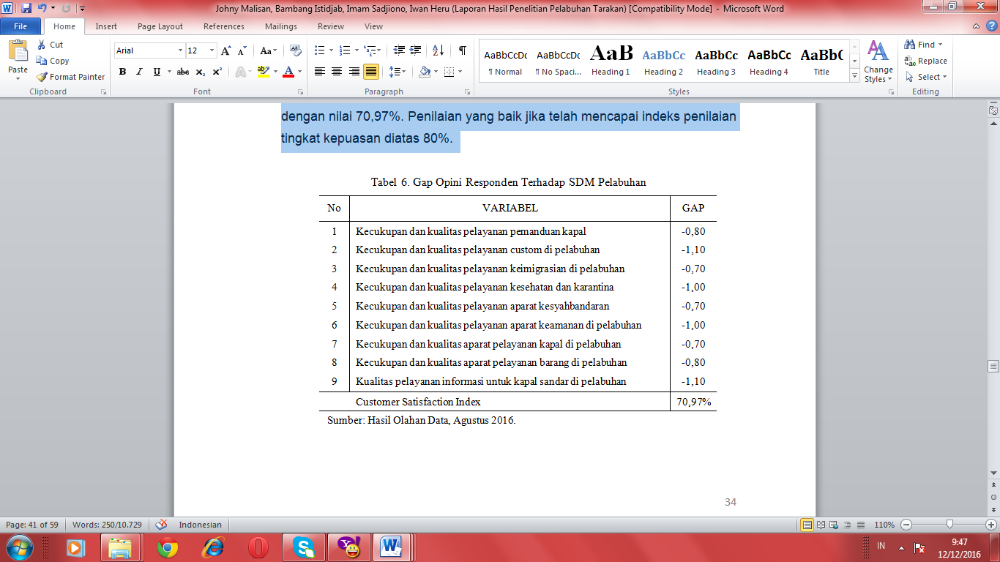 Johny Malisan, Bambang Istidjab, Imam Sadjiono, Iwan Heru (Laporan Hasil Penelitian Pelabuhan Tarakan) [Compatibility Mode] - Microsoft Word
File Home Insert Page Layout References Mailings Review View
Paste
Cut
Copy
Format Painter
Clipboard
Arial 12
Font
Paragraph
AaBbCcDc AaBbCcDc AaB AaBbCc AaBbCc AaBbCc AaBbC
¶ Normal ¶ No Spaci... Heading 1 Heading 2 Heading 3 Heading 4 Title
Change Styles
Styles
Find
Replace
Select
Editing
dengan nilai 70,97%. Penilaian yang baik jika telah mencapai indeks penilaian
tingkat kepuasan diatas 80%.
Tabel 6. Gap Opini Responden Terhadap SDM Pelabuhan
No VARIABEL GAP
1 Kecukupan dan kualitas pelayanan pemanduan kapal -0,80
2 Kecukupan dan kualitas pelayanan custom di pelabuhan -1,10
3 Kecukupan dan kualitas pelayanan keimigrasian di pelabuhan -0,70
4 Kecukupan dan kualitas pelayanan kesehatan dan karantina -1,00
5 Kecukupan dan kualitas pelayanan aparat kesyahbandaran -0,70
6 Kecukupan dan kualitas pelayanan aparat keamanan di pelabuhan -1,00
7 Kecukupan dan kualitas aparat pelayanan kapal di pelabuhan -0,70
8 Kecukupan dan kualitas aparat pelayanan barang di pelabuhan -0,80
9 Kualitas pelayanan informasi untuk kapal sandar di pelabuhan -1,10
Customer Satisfaction Index 70,97%
Sumber: Hasil Olahan Data, Agustus 2016.
34
Page: 41 of 59 Words: 250/10.729 Indonesian 110%
IN 9:47
12/12/2016